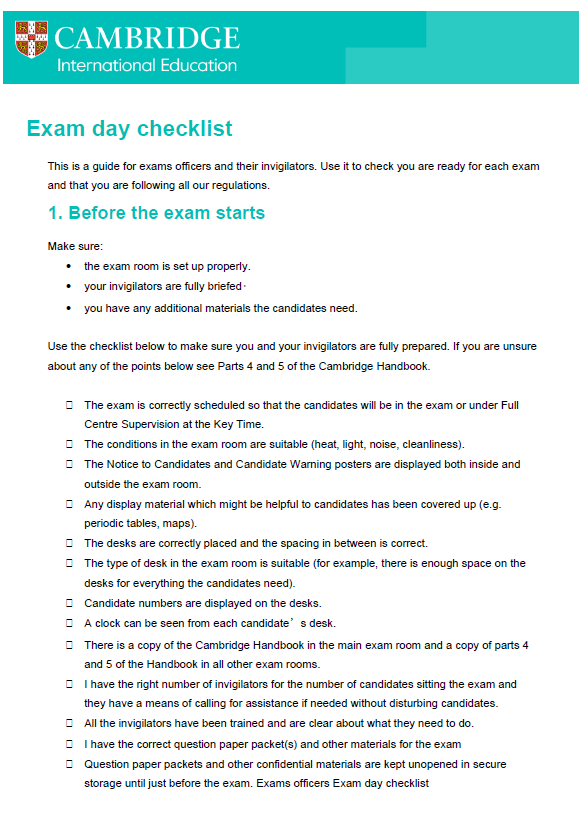 CAMBRIDGE
International Education
Exam day checklist
This is a guide for exams officers and their invigilators. Use it to check you are ready for each exam
and that you are following all our regulations.
1. Before the exam starts
Make sure:
• the exam room is set up properly.
• your invigilators are fully briefed·
• you have any additional materials the candidates need.
Use the checklist below to make sure you and your invigilators are fully prepared. If you are unsure
about any of the points below see Parts 4 and 5 of the Cambridge Handbook.
☐ The exam is correctly scheduled so that the candidates will be in the exam or under Full
Centre Supervision at the Key Time.
☐ The conditions in the exam room are suitable (heat, light, noise, cleanliness).
☐ The Notice to Candidates and Candidate Warning posters are displayed both inside and
outside the exam room.
☐ Any display material which might be helpful to candidates has been covered up (e.g.
periodic tables, maps).
☐ The desks are correctly placed and the spacing in between is correct.
☐ The type of desk in the exam room is suitable (for example, there is enough space on the
desks for everything the candidates need).
☐ Candidate numbers are displayed on the desks.
☐ A clock can be seen from each candidate’s desk.
☐ There is a copy of the Cambridge Handbook in the main exam room and a copy of parts 4
and 5 of the Handbook in all other exam rooms.
☐ I have the right number of invigilators for the number of candidates sitting the exam and
they have a means of calling for assistance if needed without disturbing candidates.
☐ All the invigilators have been trained and are clear about what they need to do.
☐ I have the correct question paper packet(s) and other materials for the exam
☐ Question paper packets and other confidential materials are kept unopened in secure
storage until just before the exam. Exams officers Exam day checklist